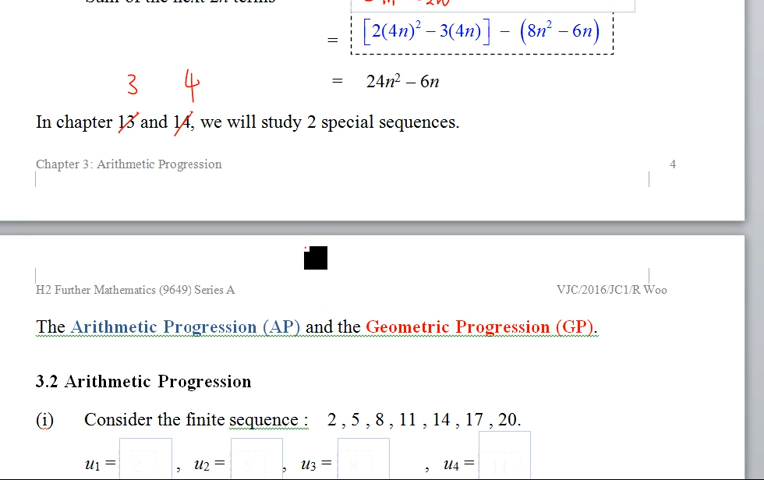 = [2(4n)² − 3(4n)] − (8n² − 6n)
= 24n² − 6n
3 4
In chapter 13 and 14, we will study 2 special sequences.
Chapter 3: Arithmetic Progression 4
H2 Further Mathematics (9649) Series A VJC/2016/JC1/R Woo
The Arithmetic Progression (AP) and the Geometric Progression (GP).
3.2 Arithmetic Progression
(i) Consider the finite sequence : 2 , 5 , 8 , 11 , 14 , 17 , 20.
u₁ = , u₂ = , u₃ = , u₄ =